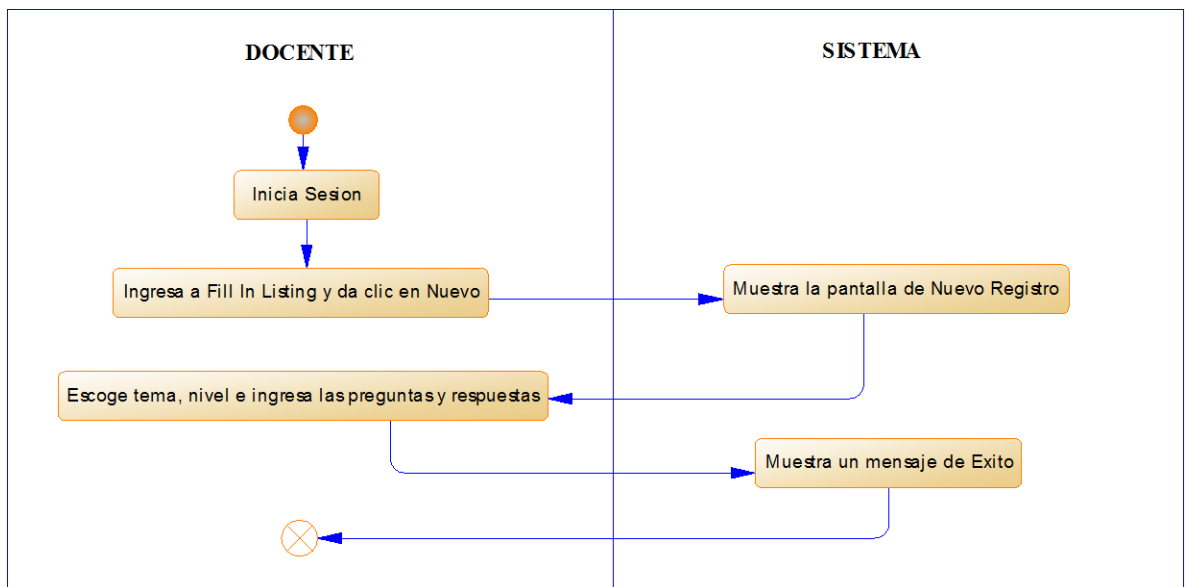 DOCENTE
SISTEMA
Inicia Sesion
Ingresa a Fill In Listing y da clic en Nuevo
Muestra la pantalla de Nuevo Registro
Escoge tema, nivel e ingresa las preguntas y respuestas
Muestra un mensaje de Exito